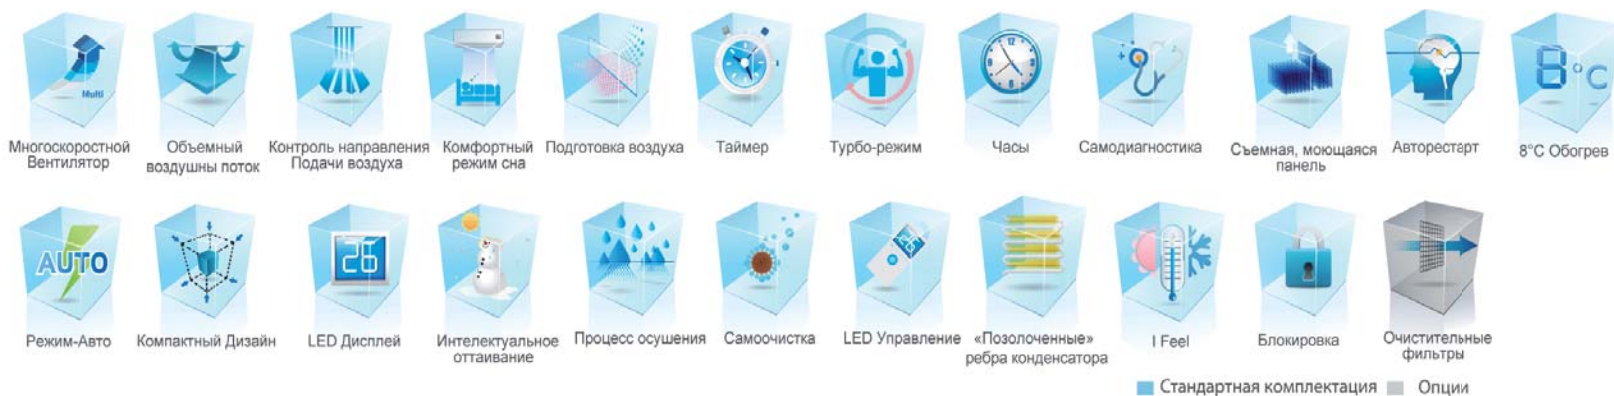 Multi
8°C
Многоскоростной
Вентилятор
Объемный
воздушны поток
Контроль направления
Подачи воздуха
Комфортный
режим сна
Подготовка воздуха
Таймер
Турбо-режим
12
Часы
Самодиагностика
Съемная, моющаяся
панель
Авторестарт
8°C Обогрев
AUTO
26
26
Режим-Авто
Компактный Дизайн
LED Дисплей
Интелектуальное
оттаивание
Процесс осушения
Самоочистка
LED Управление
«Позолоченные»
ребра конденсатора
I Feel
Блокировка
Очистительные
фильтры
Стандартная комплектация
Опции